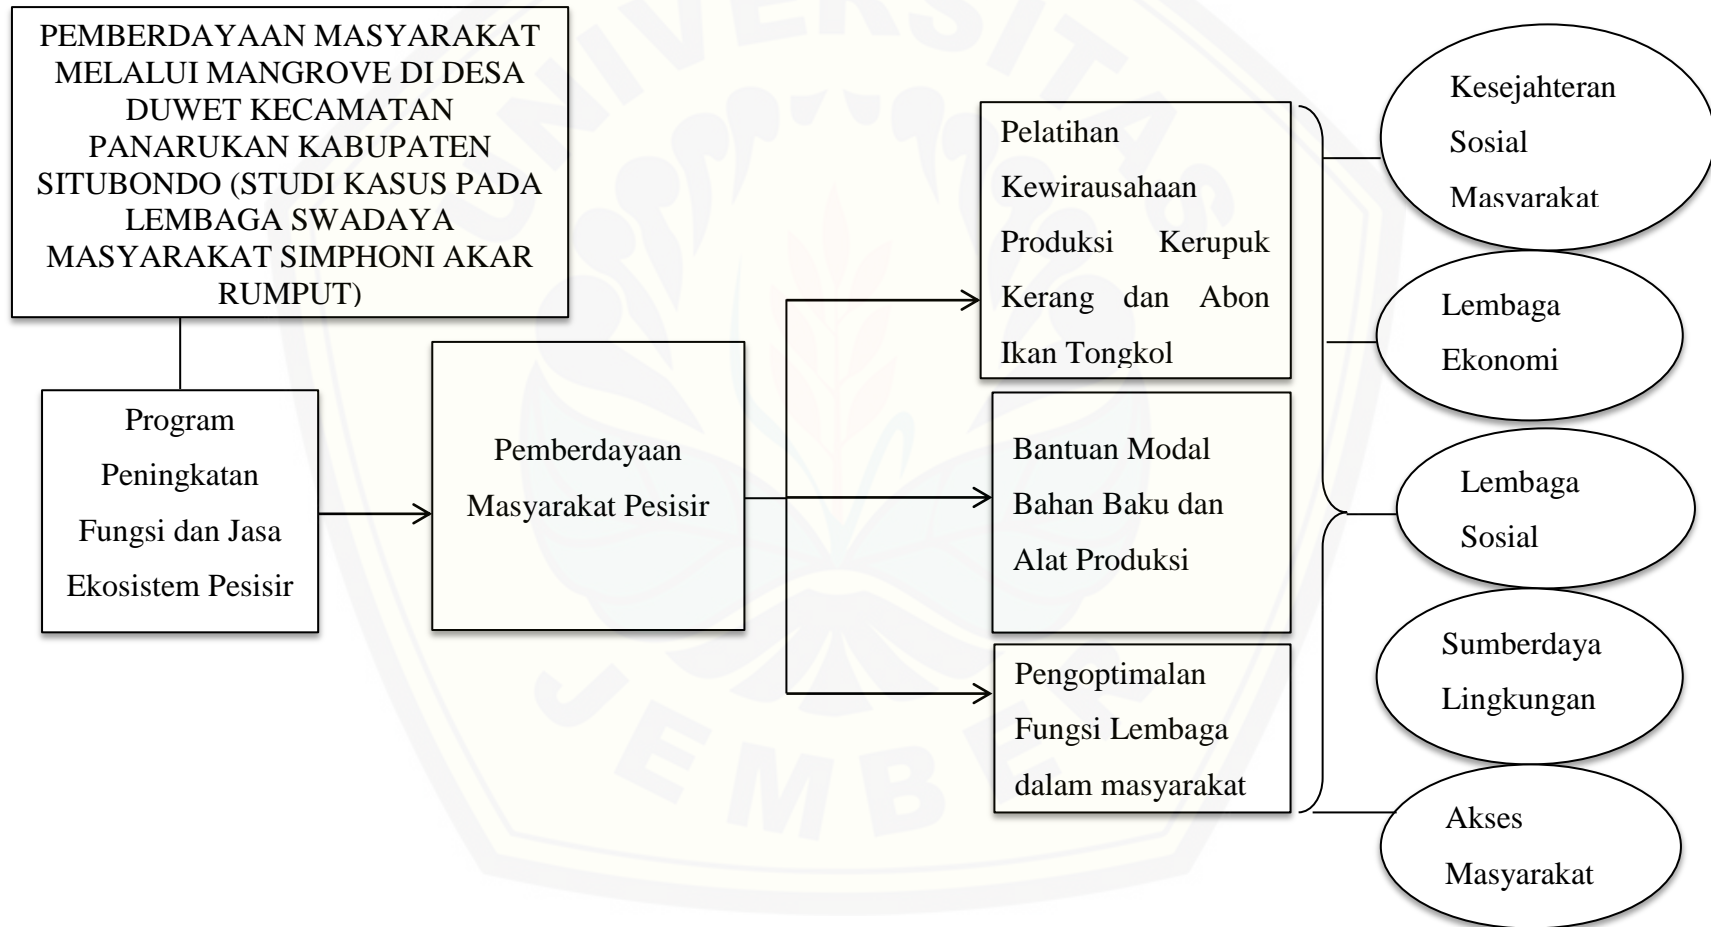 PEMBERDAYAAN MASYARAKAT
MELALUI MANGROVE DI DESA
DUWET KECAMATAN
PANARUKAN KABUPATEN
SITUBONDO (STUDI KASUS PADA
LEMBAGA SWADAYA
MASYARAKAT SIMPHONI AKAR
RUMPUT)
Program
Peningkatan
Fungsi dan Jasa
Ekosistem Pesisir
Pemberdayaan
Masyarakat Pesisir
Pelatihan
Kewirausahaan
Produksi Kerupuk
Kerang dan Abon
Ikan Tongkol
Bantuan Modal
Bahan Baku dan
Alat Produksi
Pengoptimalan
Fungsi Lembaga
dalam masyarakat
Kesejahteran
Sosial
Masyarakat
Lembaga
Ekonomi
Lembaga
Sosial
Sumberdaya
Lingkungan
Akses
Masyarakat
UNIVERSITAS
JEMBER